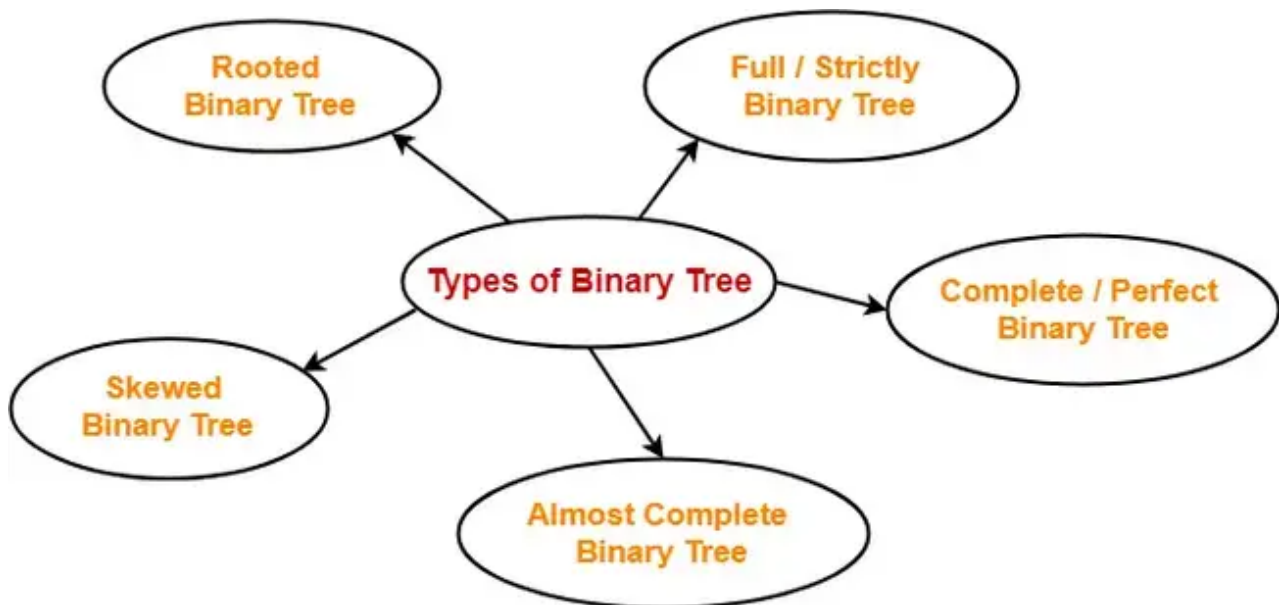 Rooted
Binary Tree
Full / Strictly
Binary Tree
Types of Binary Tree
Complete / Perfect
Binary Tree
Skewed
Binary Tree
Almost Complete
Binary Tree